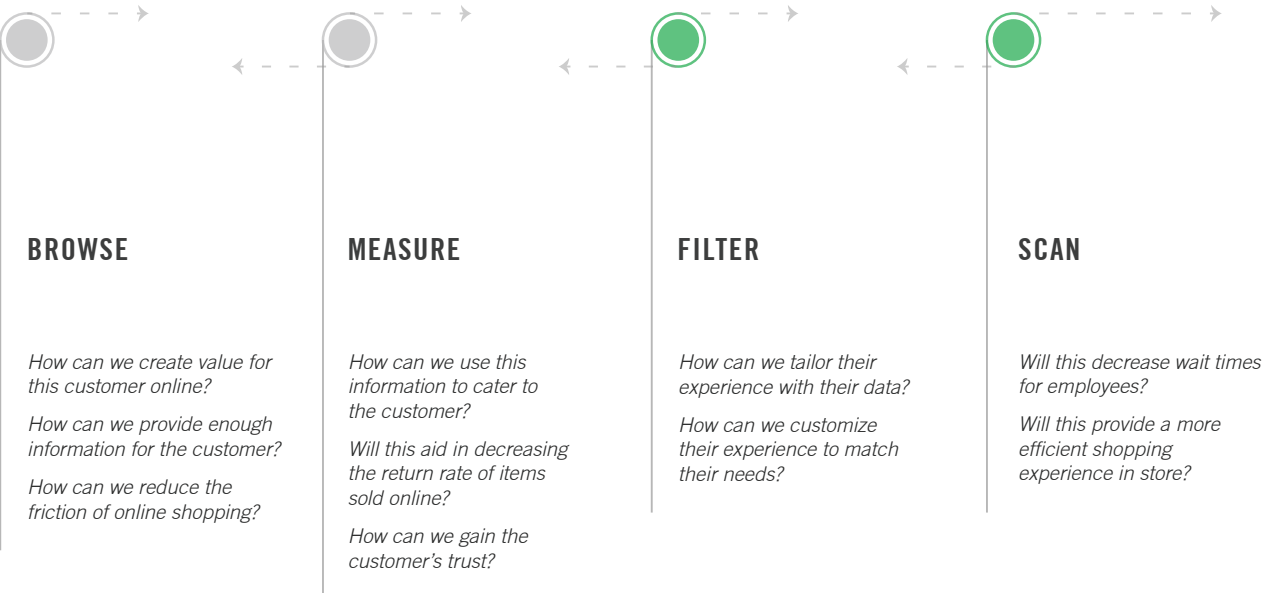 BROWSE
How can we create value for
this customer online?
How can we provide enough
information for the customer?
How can we reduce the
friction of online shopping?
MEASURE
How can we use this
information to cater to
the customer?
Will this aid in decreasing
the return rate of items
sold online?
How can we gain the
customer's trust?
FILTER
How can we tailor their
experience with their data?
How can we customize
their experience to match
their needs?
SCAN
Will this decrease wait times
for employees?
Will this provide a more
efficient shopping
experience in store?